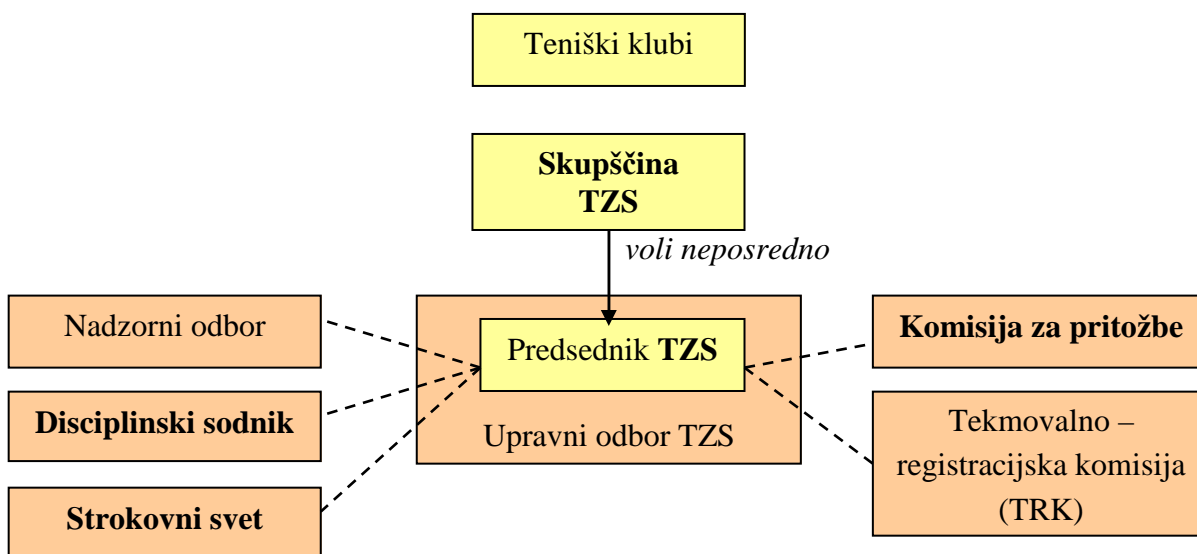 Teniški klubi
Skupščina
TZS
voli neposredno
Nadzorni odbor
Disciplinski sodnik
Strokovni svet
Predsednik TZS
Upravni odbor TZS
Komisija za pritožbe
Tekmovalno –
registracijska komisija
(TRK)